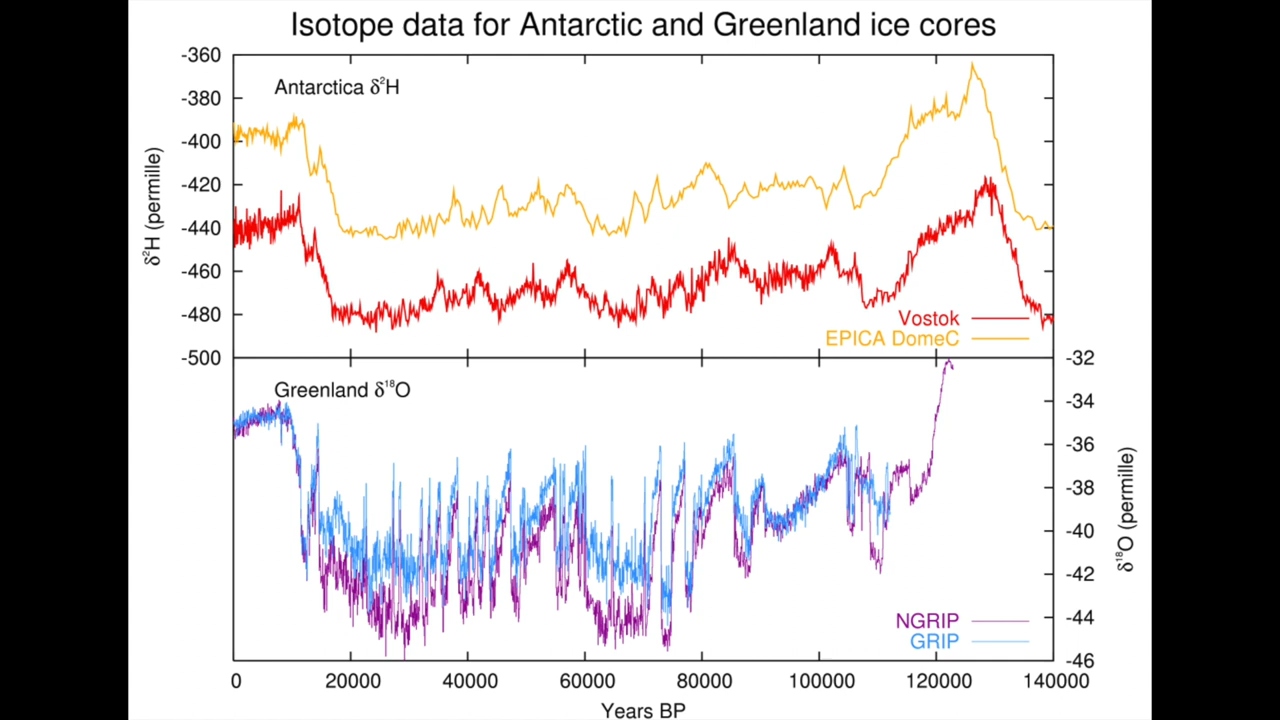 Isotope data for Antarctic and Greenland ice cores
-360
-380
-400
-420
-440
-460
-480
-500
δ²H (permille)
Antarctica δ²H
Vostok
EPICA DomeC
Greenland δ¹⁸O
-32
-34
-36
-38
-40
-42
-44
-46
δ¹⁸O (permille)
NGRIP
GRIP
0 20000 40000 60000 80000 100000 120000 140000
Years BP